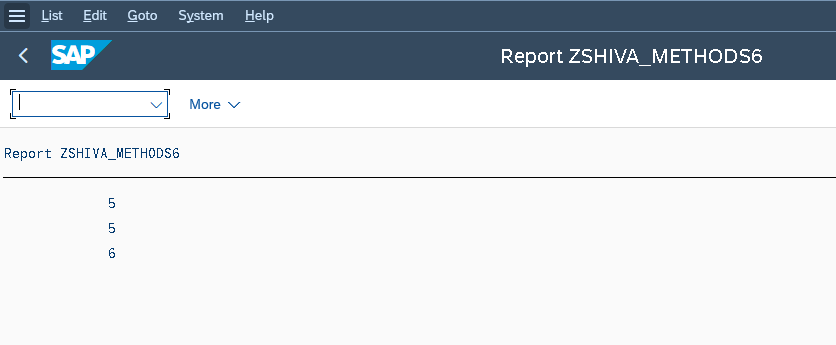 List Edit Goto System Help
SAP Report ZSHIVA_METHODS6
More
Report ZSHIVA_METHODS6
5
5
6